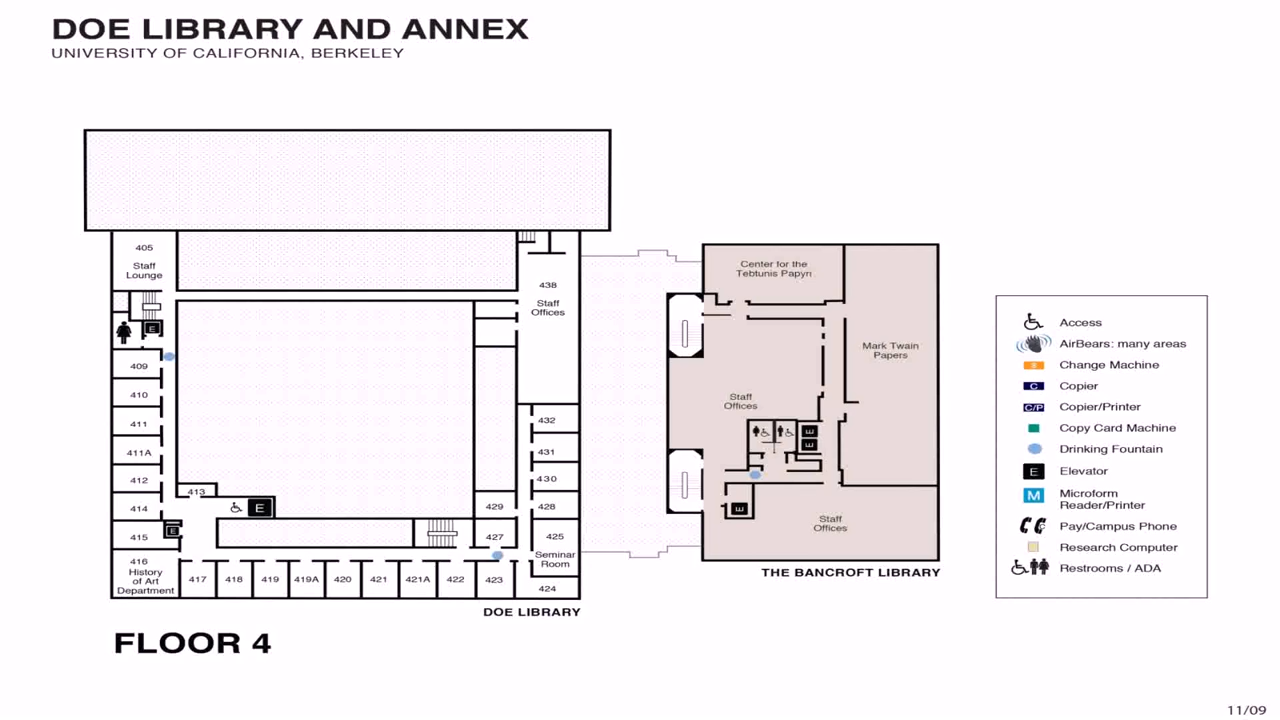 DOE LIBRARY AND ANNEX
UNIVERSITY OF CALIFORNIA, BERKELEY
405
Staff
Lounge
E
409
410
411
411A
412
414
415
E
416
History
of Art
Department
413
E
417
418
419
419A
420
421
421A
422
423
424
425
Seminar
Room
427
428
429
430
431
432
438
Staff
Offices
DOE LIBRARY
Center for the
Tebtunis Papyri
Mark Twain
Papers
Staff
Offices
E
E
E
Staff
Offices
THE BANCROFT LIBRARY
Access
AirBears: many areas
Change Machine
C Copier
C/P Copier/Printer
Copy Card Machine
Drinking Fountain
E Elevator
M Microform
Reader/Printer
Pay/Campus Phone
Research Computer
Restrooms / ADA
FLOOR 4
11/09